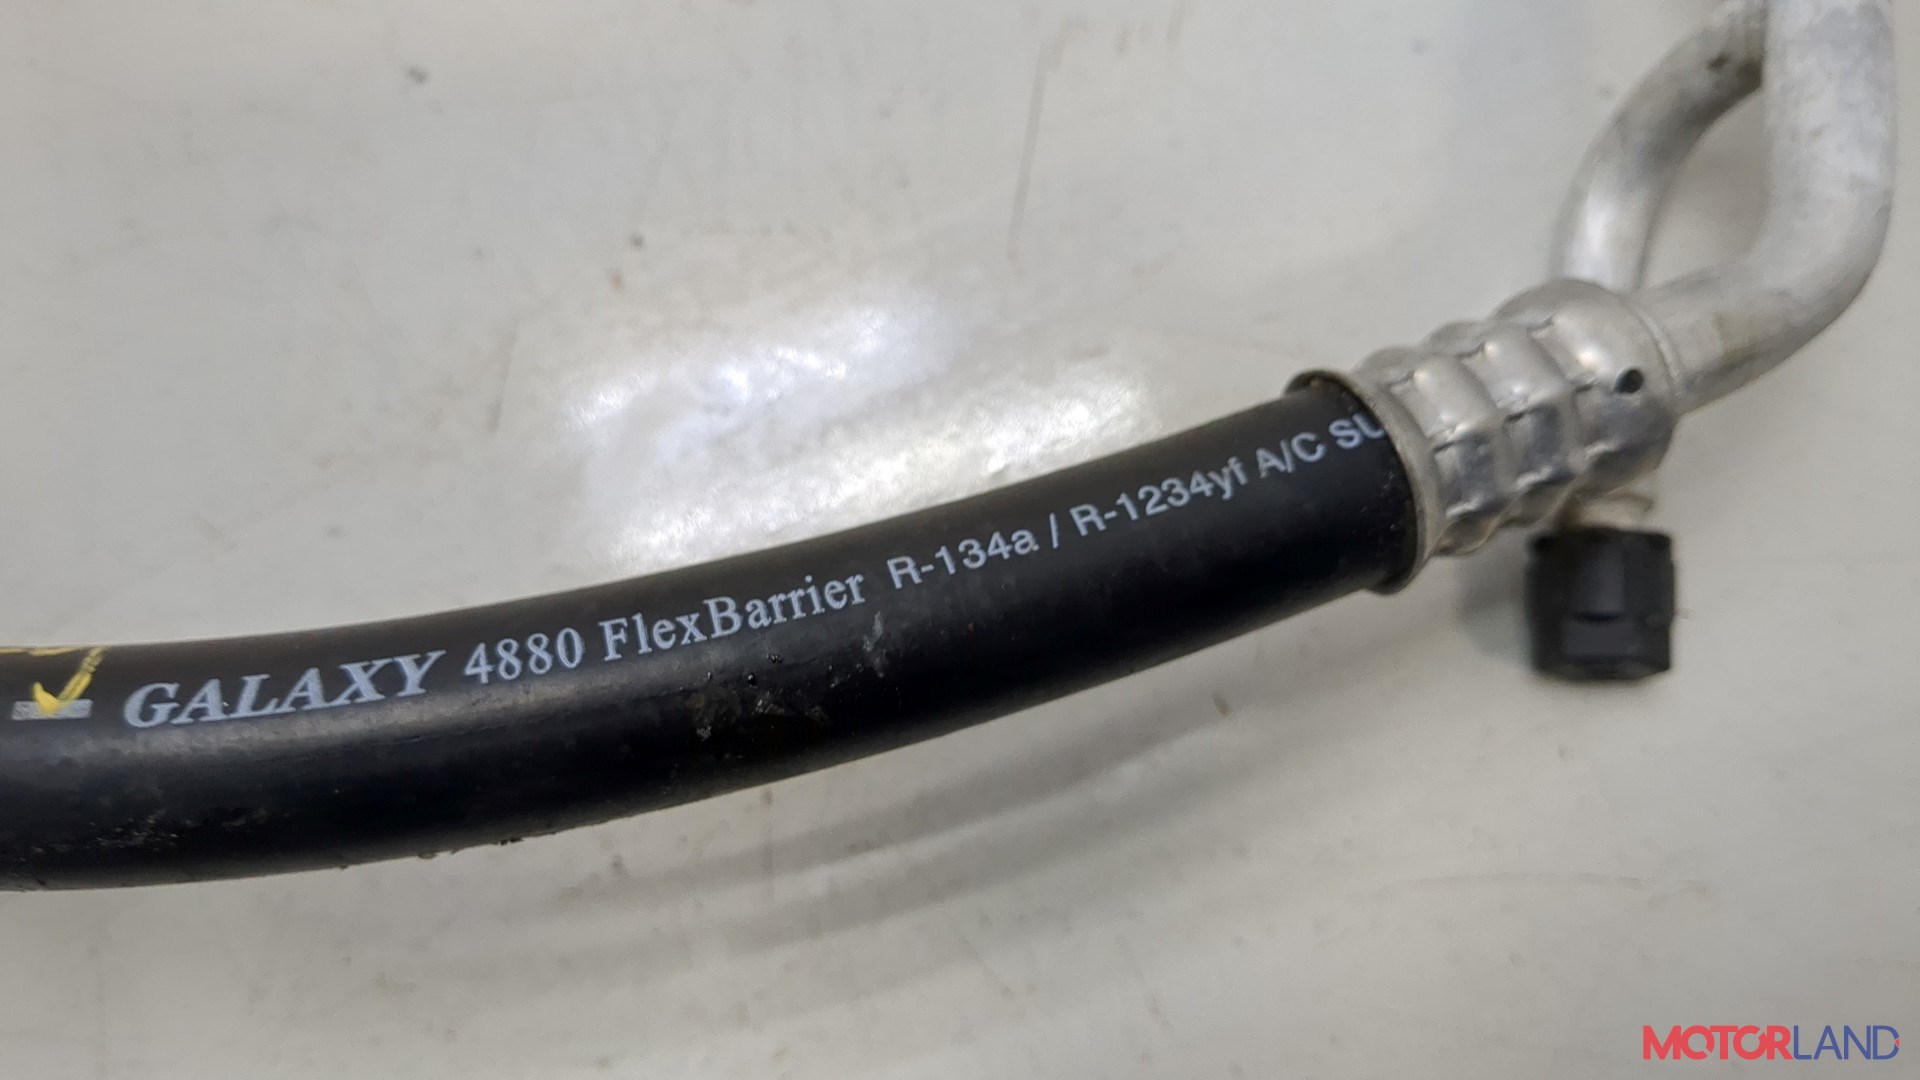 GALAXY 4880 FlexBarrier R-134a / R-1234yf A/C SU
MOTORLAND